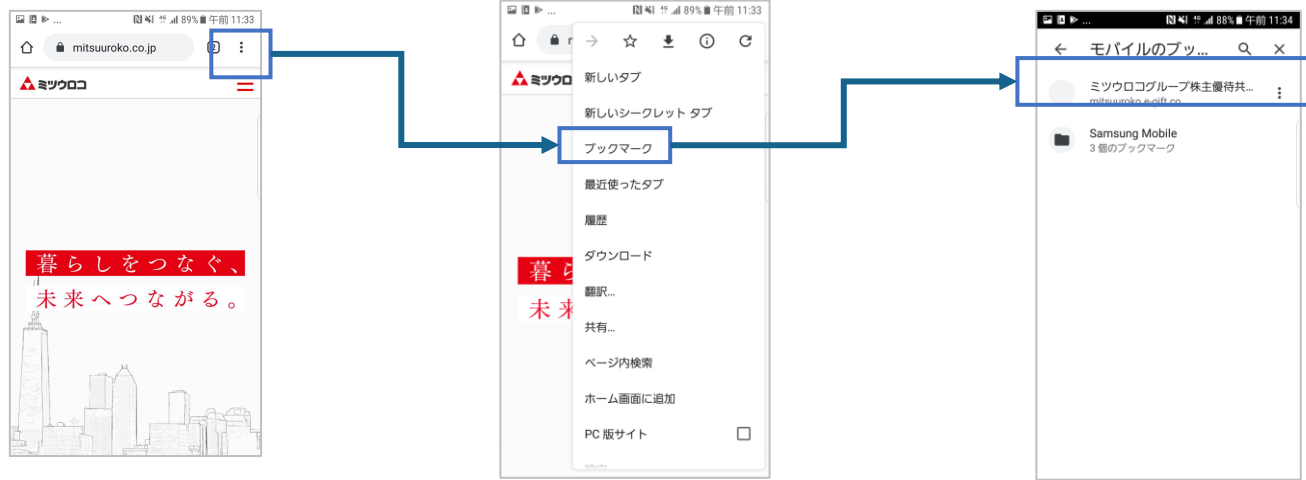 ... 89% 午前 11:33
mitsuuroko.co.jp
ミツウロコ
暮らしをつなぐ、
未来へつながる。
... 89% 午前 11:33
新しいタブ
新しいシークレット タブ
ブックマーク
最近使ったタブ
履歴
ダウンロード
翻訳...
共有...
ページ内検索
ホーム画面に追加
PC 版サイト
ミツウロ
暮ら
未来
... 88% 午前 11:34
モバイルのブッ...
ミツウロコグループ株主優待共...
mitsuuroko.e-gift.co
Samsung Mobile
3 個のブックマーク